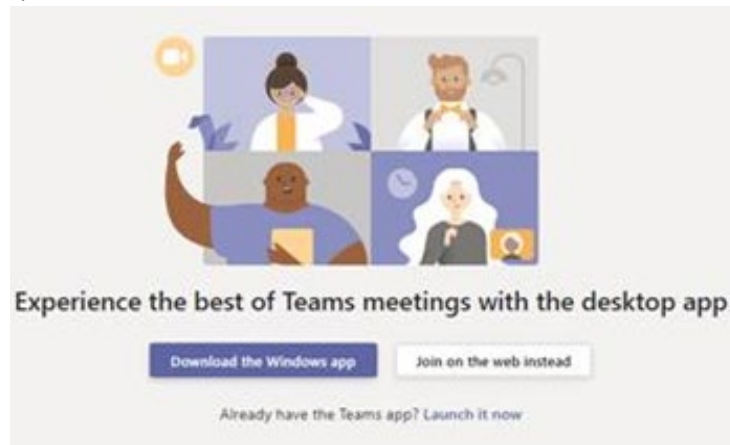 Experience the best of Teams meetings with the desktop app
Download the Windows app
Join on the web instead
Already have the Teams app? Launch it now